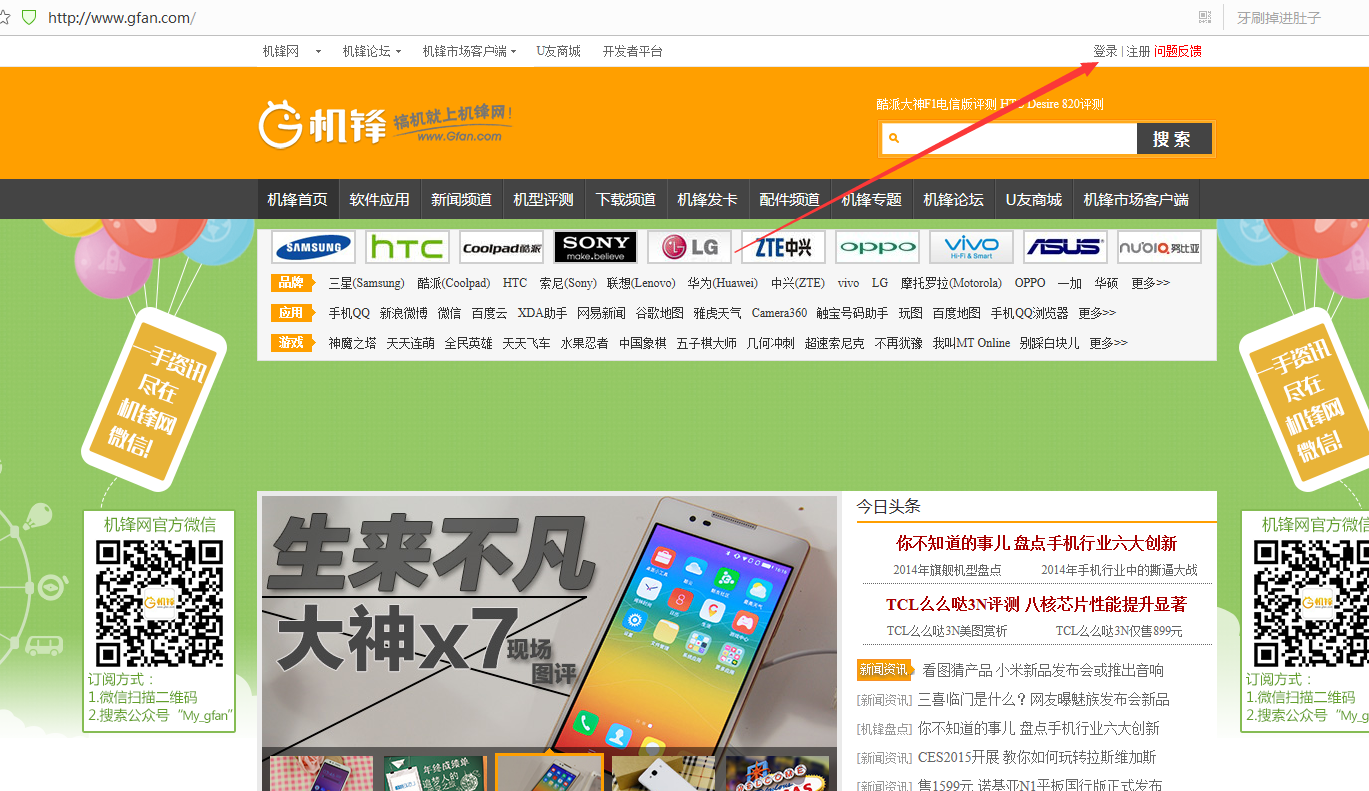 http://www.gfan.com/
牙刷掉进肚子
机锋网 机锋论坛 机锋市场客户端 U友商城 开发者平台
登录 | 注册 问题反馈
机锋 搞机就上机锋网!
www.Gfan.com
酷派大神F1电信版评测 HTC Desire 820评测
搜索
机锋首页 软件应用 新闻频道 机型评测 下载频道 机锋发卡 配件频道 机锋专题 机锋论坛 U友商城 机锋市场客户端
SAMSUNG hTC Coolpad酷派 SONY make.believe LG ZTE中兴 oppo vivo Hi-Fi & Smart ASUS nubia努比亚
品牌 三星(Samsung) 酷派(Coolpad) HTC 索尼(Sony) 联想(Lenovo) 华为(Huawei) 中兴(ZTE) vivo LG 摩托罗拉(Motorola) OPPO 一加 华硕 更多>>
应用 手机QQ 新浪微博 微信 百度云 XDA助手 网易新闻 谷歌地图 雅虎天气 Camera360 触宝号码助手 玩图 百度地图 手机QQ浏览器 更多>>
游戏 神魔之塔 天天连萌 全民英雄 天天飞车 水果忍者 中国象棋 五子棋大师 几何冲刺 超速索尼克 不再犹豫 我叫MT Online 别踩白块儿 更多>>
一手资讯
尽在
机锋网
微信!
机锋网官方微信
机锋
订阅方式：
1.微信扫描二维码
2.搜索公众号“My_gfan”
生来不凡
大神x7现场
图评
今日头条
你不知道的事儿 盘点手机行业六大创新
2014年旗舰机型盘点 2014年手机行业中的撕逼大战
TCL么么哒3N评测 八核芯片性能提升显著
TCL么么哒3N美图赏析 TCL么么哒3N仅售899元
新闻资讯 看图猜产品 小米新品发布会或推出音响
[新闻资讯] 三喜临门是什么？网友曝魅族发布会新品
[机锋盘点] 你不知道的事儿 盘点手机行业六大创新
[新闻资讯] CES2015开展 教你如何玩转拉斯维加斯
[新闻资讯] 售1599元 诺基亚N1平板国行版正式发布
一手资讯
尽在
机锋网
微信!
机锋网官方微信
机锋
订阅方式：
1.微信扫描二维码
2.搜索公众号“My_g